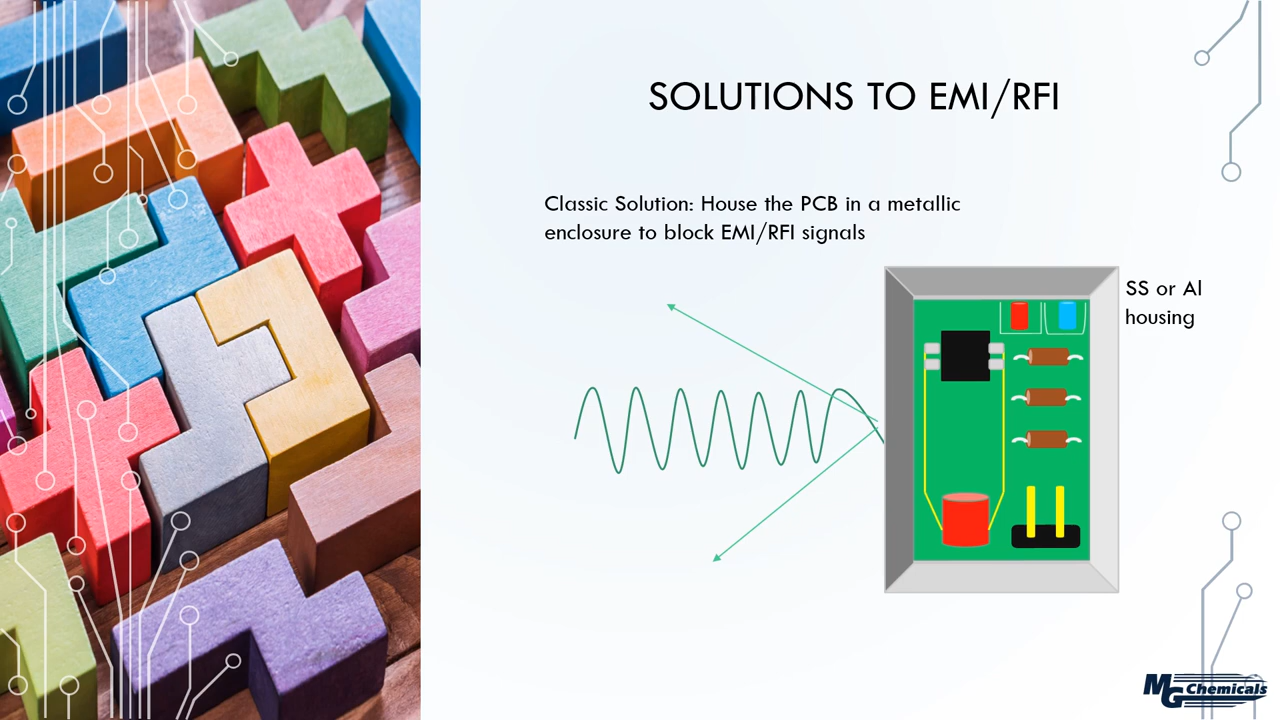 SOLUTIONS TO EMI/RFI
Classic Solution: House the PCB in a metallic
enclosure to block EMI/RFI signals
SS or Al
housing
MG Chemicals